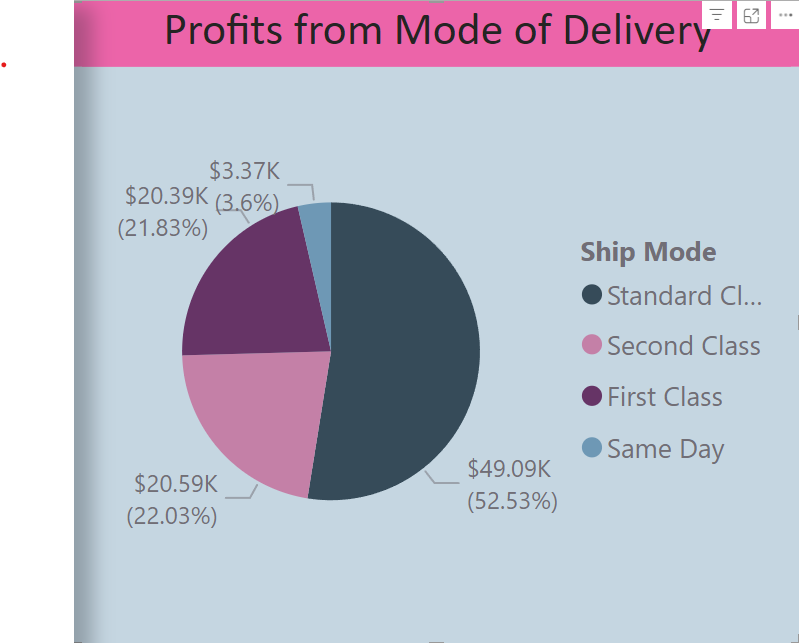 Profits from Mode of Delivery
$3.37K
(3.6%)
$20.39K
(21.83%)
$20.59K
(22.03%)
$49.09K
(52.53%)
Ship Mode
Standard Cl...
Second Class
First Class
Same Day